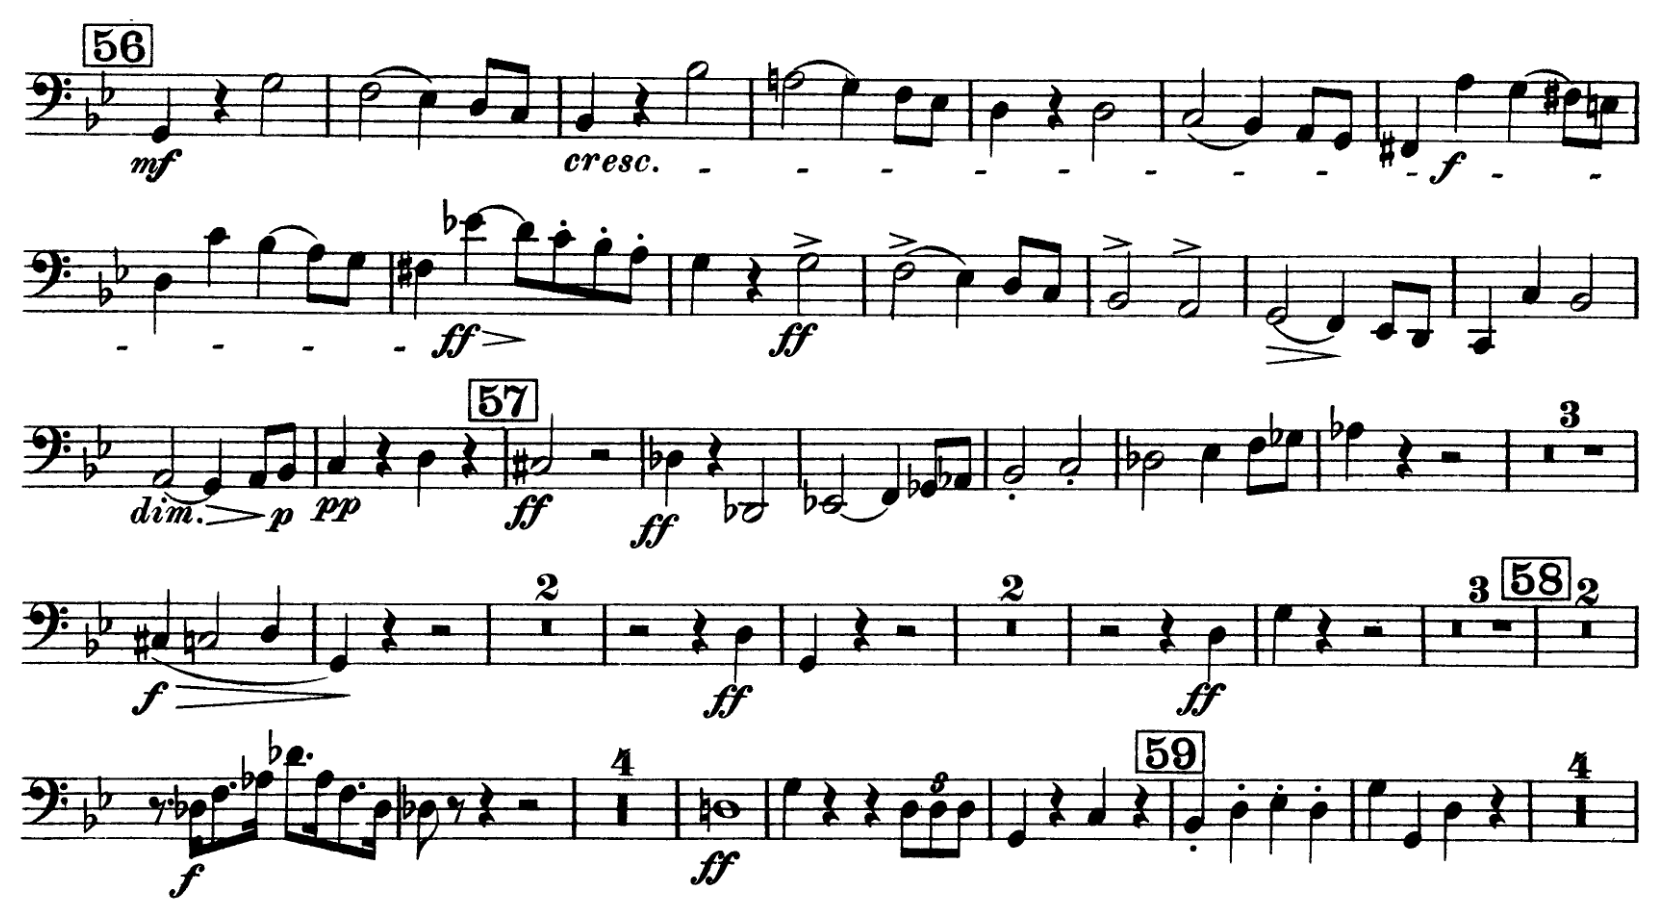 56
mf cresc. - - - - - - - - - f - -
- - - - ff ff
57 3
dim. p pp ff ff
2 2 3 58 2
f ff ff
4 3 59 4
f ff